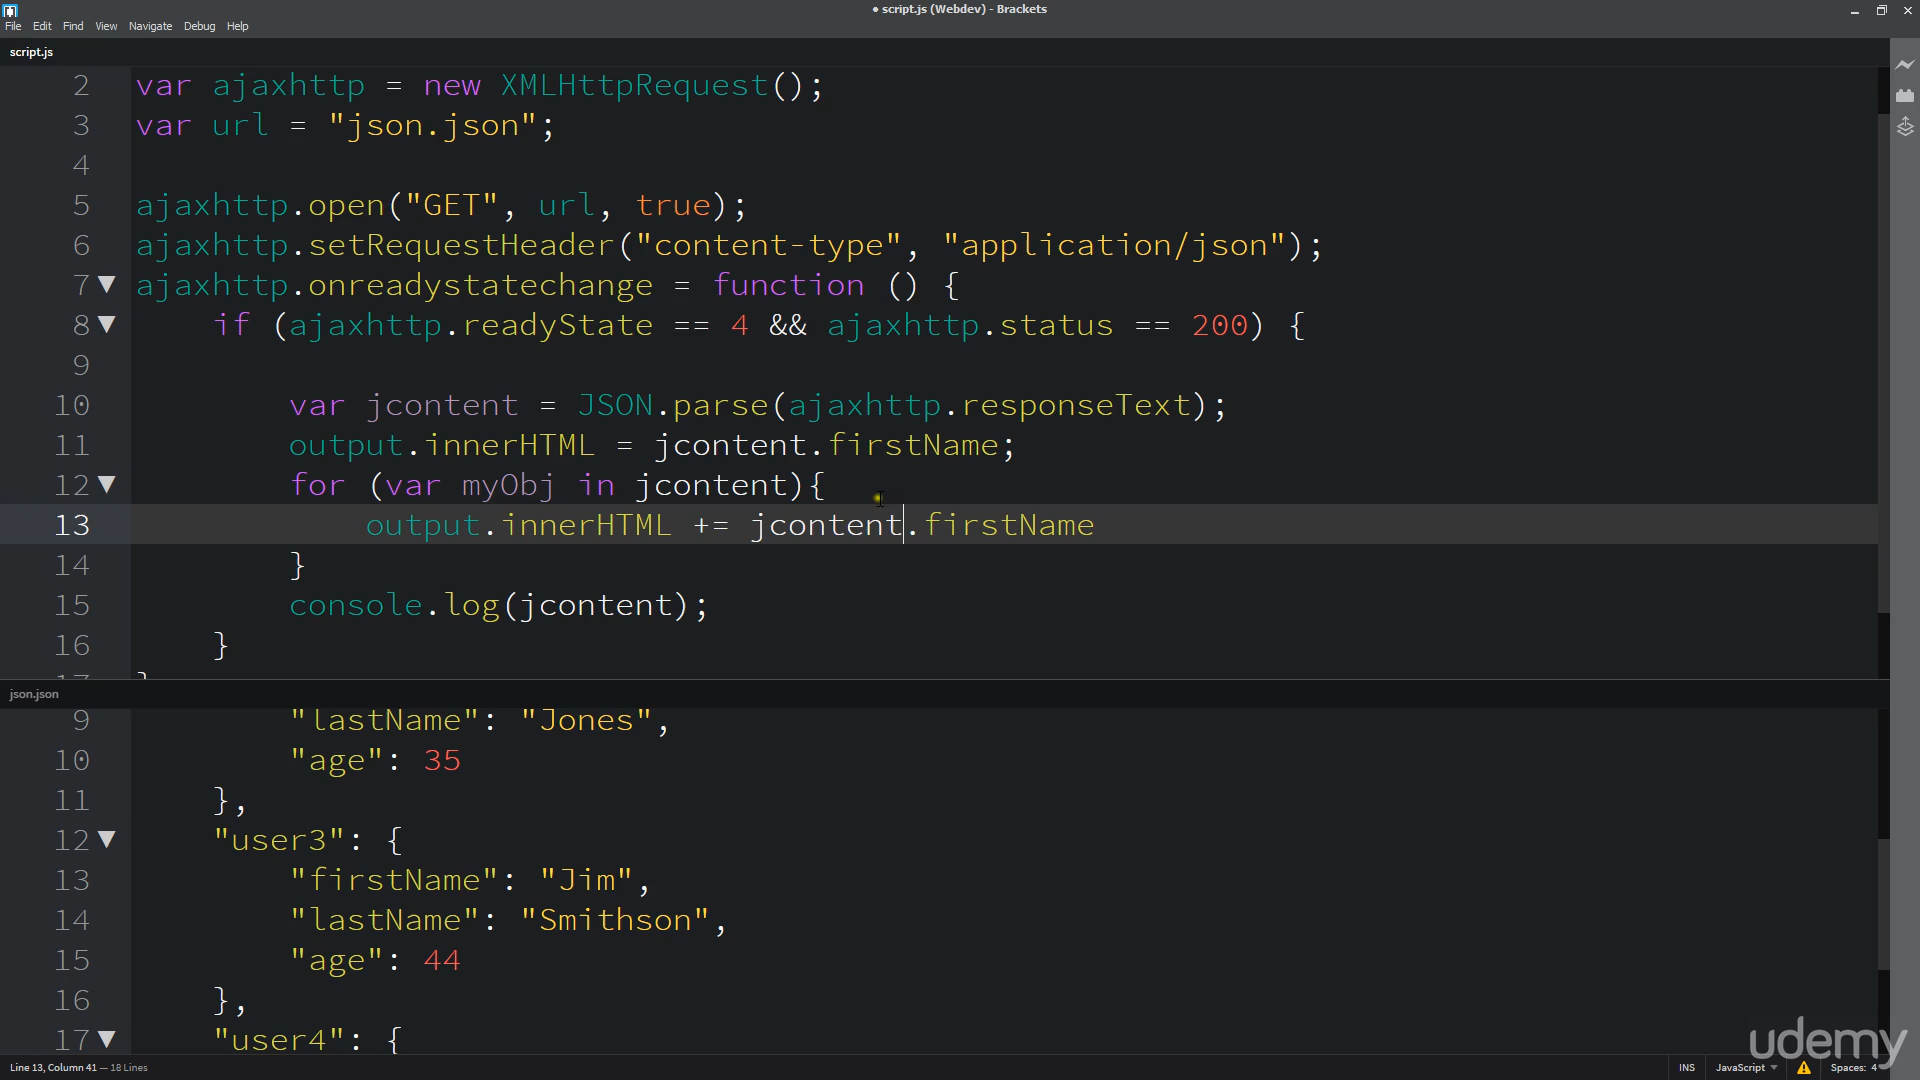 • script.js (Webdev) - Brackets
File Edit Find View Navigate Debug Help
script.js
2 var ajaxhttp = new XMLHttpRequest();
3 var url = "json.json";
4
5 ajaxhttp.open("GET", url, true);
6 ajaxhttp.setRequestHeader("content-type", "application/json");
7 ajaxhttp.onreadystatechange = function () {
8     if (ajaxhttp.readyState == 4 && ajaxhttp.status == 200) {
9
10         var jcontent = JSON.parse(ajaxhttp.responseText);
11         output.innerHTML = jcontent.firstName;
12         for (var myObj in jcontent){
13             output.innerHTML += jcontent.firstName
14         }
15         console.log(jcontent);
16     }
17 }
json.json
9         "lastName": "Jones",
10         "age": 35
11     },
12     "user3": {
13         "firstName": "Jim",
14         "lastName": "Smithson",
15         "age": 44
16     },
17     "user4": {
udemy
Line 13, Column 41 — 18 Lines
INS JavaScript Spaces: 4